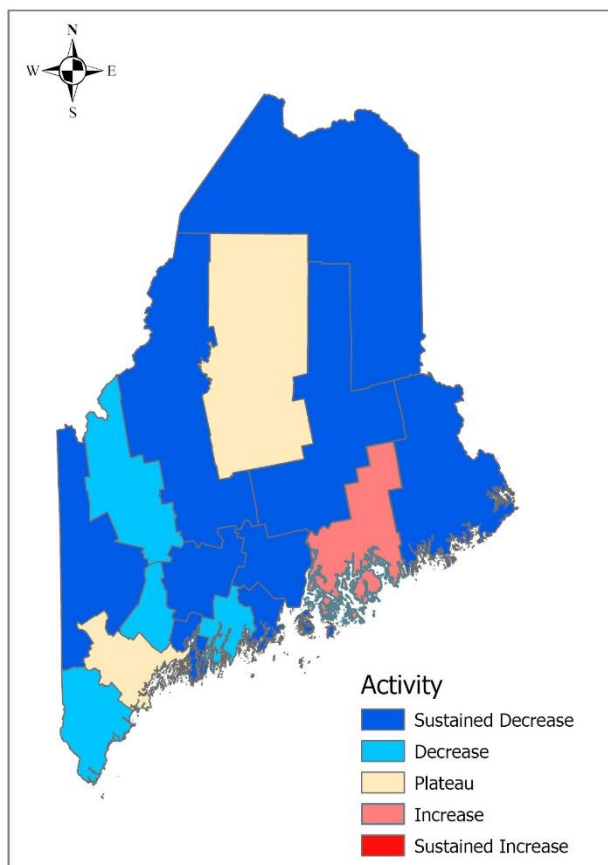 N
W E
S
Activity
Sustained Decrease
Decrease
Plateau
Increase
Sustained Increase